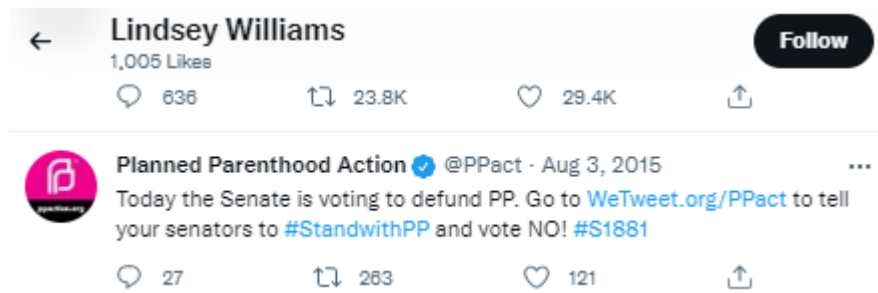 Lindsey Williams
1,005 Likes
Follow
636 23.8K 29.4K
Planned Parenthood Action @PPact · Aug 3, 2015
Today the Senate is voting to defund PP. Go to WeTweet.org/PPact to tell
your senators to #StandwithPP and vote NO! #S1881
ppaction.org
27 263 121